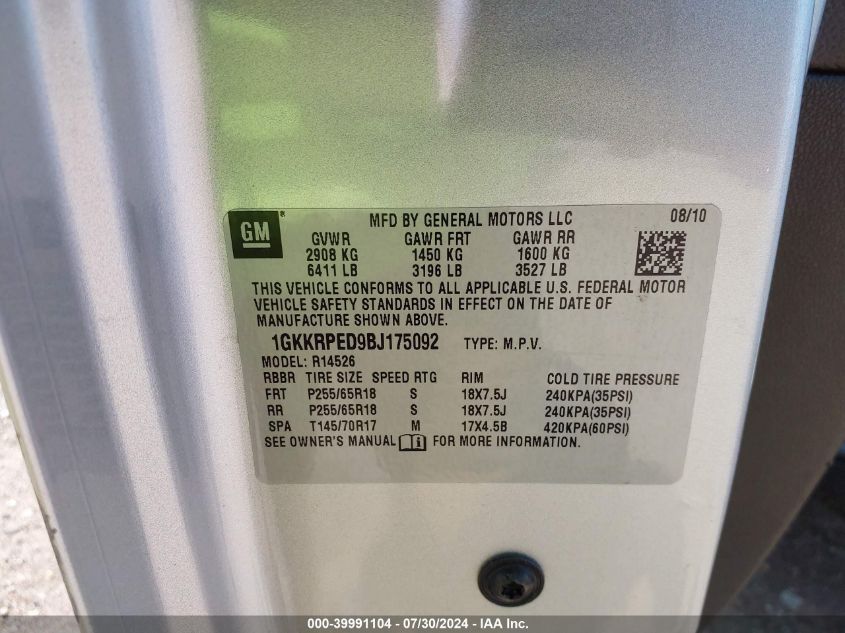 GM® MFD BY GENERAL MOTORS LLC 08/10
GVWR GAWR FRT GAWR RR
2908 KG 1450 KG 1600 KG
6411 LB 3196 LB 3527 LB
THIS VEHICLE CONFORMS TO ALL APPLICABLE U.S. FEDERAL MOTOR
VEHICLE SAFETY STANDARDS IN EFFECT ON THE DATE OF
MANUFACTURE SHOWN ABOVE.
1GKKRPED9BJ175092 TYPE: M.P.V.
MODEL: R14526
RBBR TIRE SIZE SPEED RTG RIM COLD TIRE PRESSURE
FRT P255/65R18 S 18X7.5J 240KPA(35PSI)
RR P255/65R18 S 18X7.5J 240KPA(35PSI)
SPA T145/70R17 M 17X4.5B 420KPA(60PSI)
SEE OWNER'S MANUAL FOR MORE INFORMATION.
000-39991104 / 07/30/2024 - IAA, Inc.